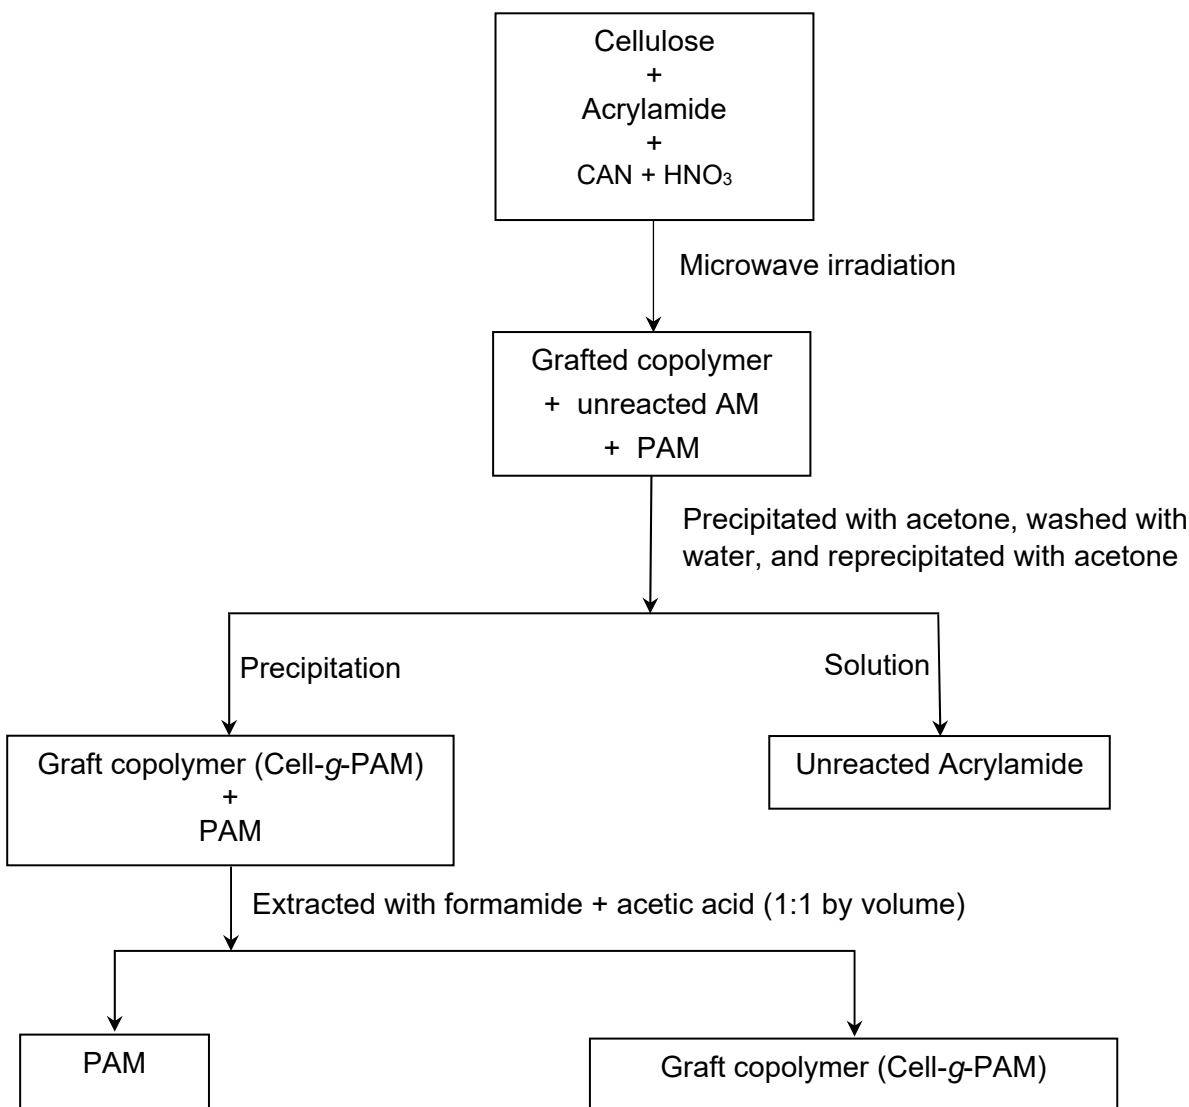 Cellulose
+
Acrylamide
+
CAN + HNO₃
Microwave irradiation
Grafted copolymer
+ unreacted AM
+ PAM
Precipitated with acetone, washed with
water, and reprecipitated with acetone
Precipitation
Solution
Graft copolymer (Cell-g-PAM)
+
PAM
Unreacted Acrylamide
Extracted with formamide + acetic acid (1:1 by volume)
PAM
Graft copolymer (Cell-g-PAM)